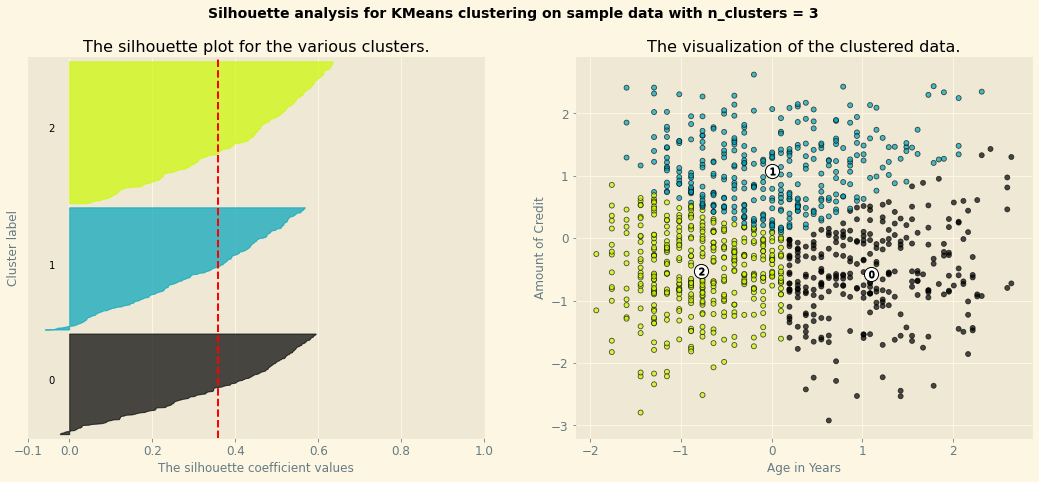 Silhouette analysis for KMeans clustering on sample data with n_clusters = 3
The silhouette plot for the various clusters.
Cluster label
2
1
0
−0.1 0.0 0.2 0.4 0.6 0.8 1.0
The silhouette coefficient values
The visualization of the clustered data.
Amount of Credit
2
1
0
−1
−2
−3
1
2
0
−2 −1 0 1 2
Age in Years